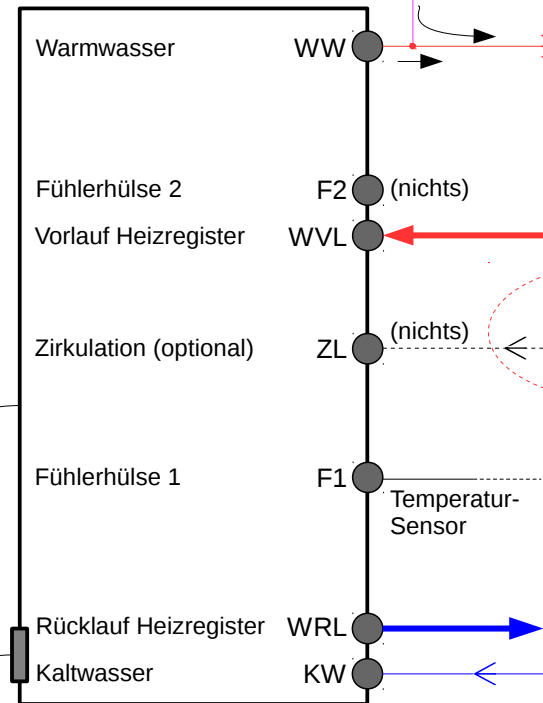 Warmwasser WW
Fühlerhülse 2 F2 (nichts)
Vorlauf Heizregister WVL
(nichts)
Zirkulation (optional) ZL
Fühlerhülse 1 F1
Temperatur-
Sensor
Rücklauf Heizregister WRL
Kaltwasser KW